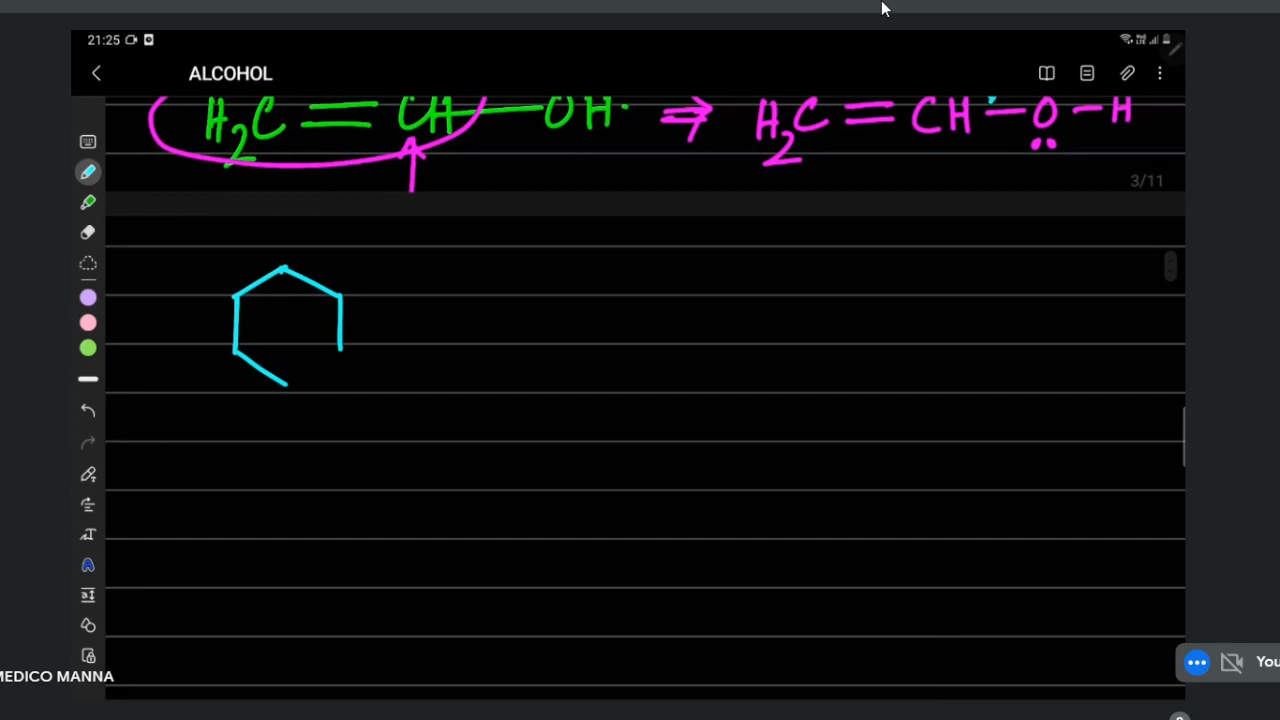 21:25
ALCOHOL
H₂C = CH — OH. ⇒ H₂C = CH — O — H
3/11
MEDICO MANNA
You